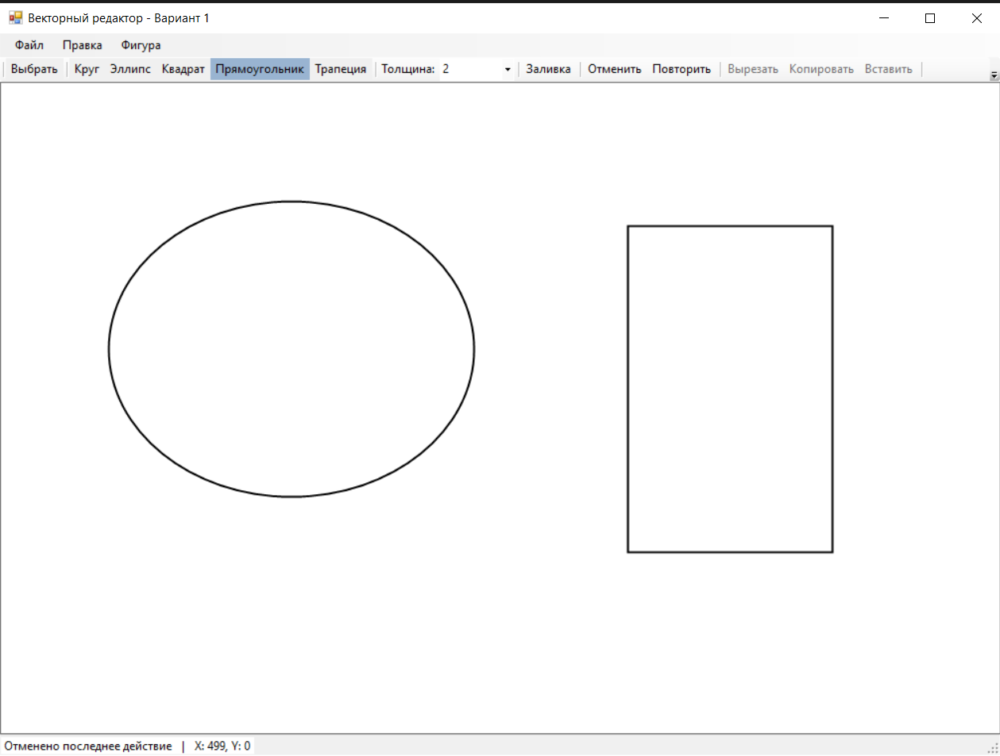 Векторный редактор - Вариант 1
Файл Правка Фигура
Выбрать Круг Эллипс Квадрат Прямоугольник Трапеция Толщина: 2 Заливка Отменить Повторить Вырезать Копировать Вставить
Отменено последнее действие | X: 499, Y: 0